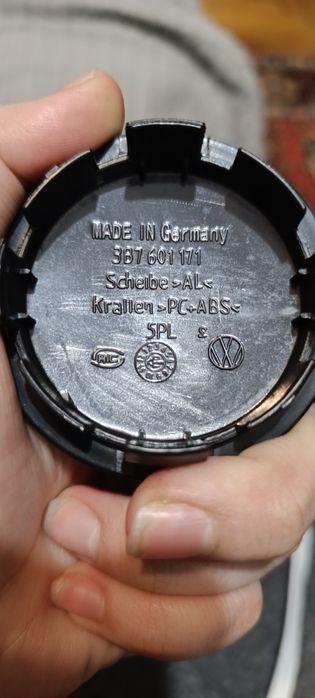 MADE IN Germany
3B7 601 171
Scheibe >AL<
Krallen >PC+ABS<
5PL